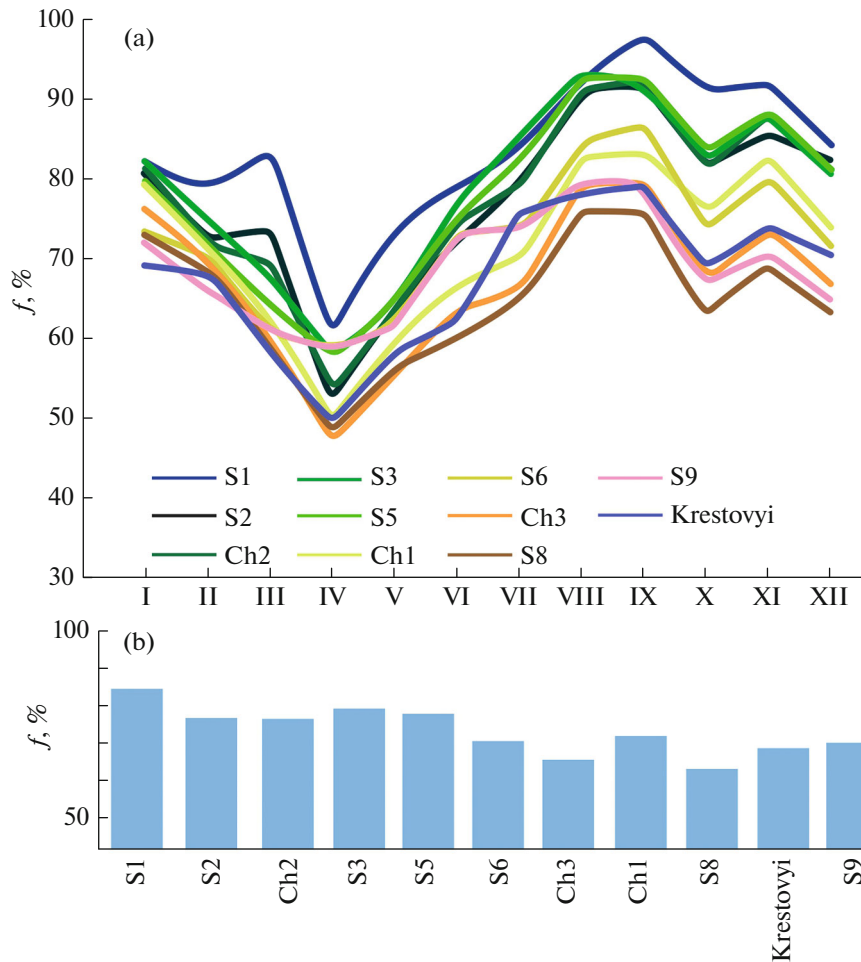 100
(a)
90
80
70
60
50
40
30
f, %
S1 S3 S6 S9
S2 S5 Ch3 Krestovyi
Ch2 Ch1 S8
I II III IV V VI VII VIII IX X XI XII
100
(b)
50
f, %
S1 S2 Ch2 S3 S5 S6 Ch3 Ch1 S8 Krestovyi S9